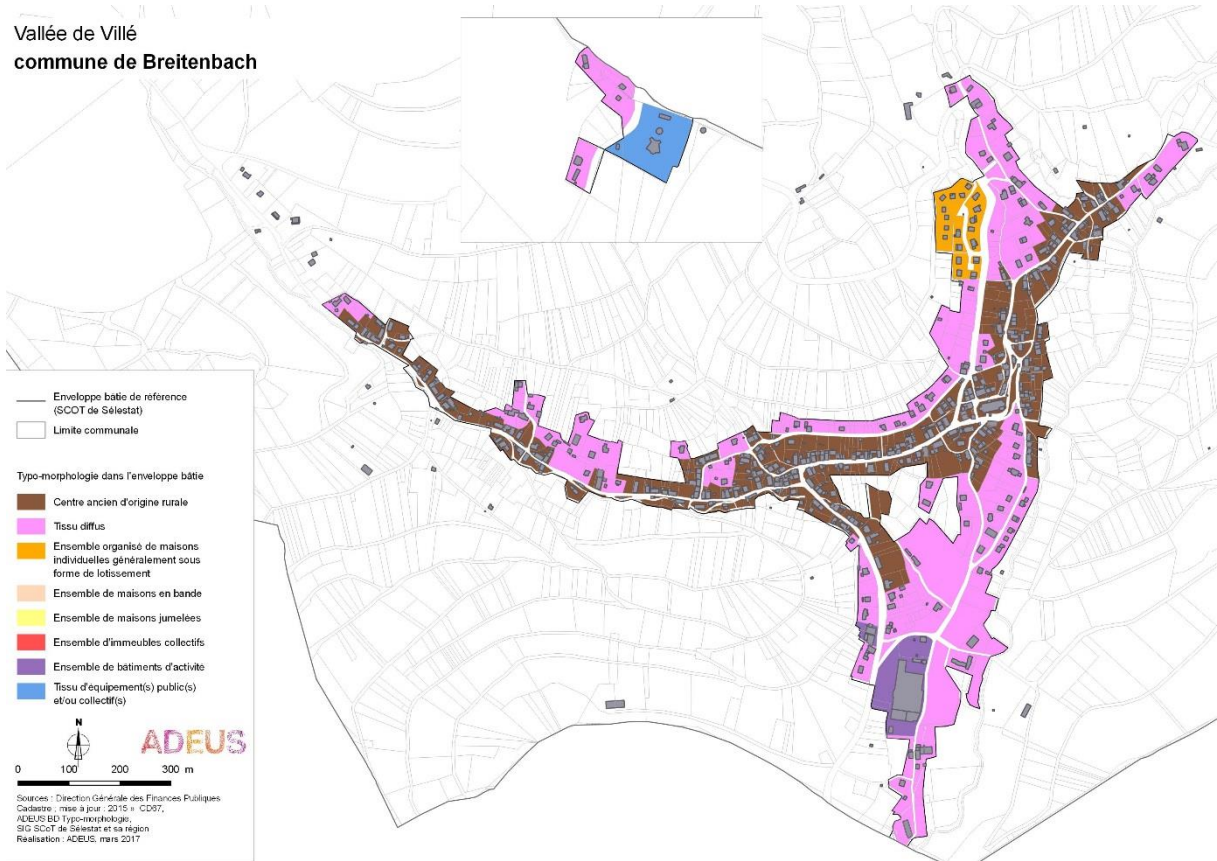 Vallée de Villé
commune de Breitenbach
Enveloppe bâtie de référence
(SCOT de Sélestat)
Limite communale
Typo-morphologie dans l'enveloppe bâtie
Centre ancien d'origine rurale
Tissu diffus
Ensemble organisé de maisons
individuelles généralement sous
forme de lotissement
Ensemble de maisons en bande
Ensemble de maisons jumelées
Ensemble d'immeubles collectifs
Ensemble de bâtiments d'activité
Tissu d'équipement(s) public(s)
et/ou collectif(s)
N
ADEUS
0 100 200 300 m
Sources : Direction Générale des Finances Publiques
Cadastre ; mise à jour : 2015 » CD67,
ADEUS BD Typo-morphologie,
SIG SCoT de Sélestat et sa région
Réalisation : ADEUS, mars 2017